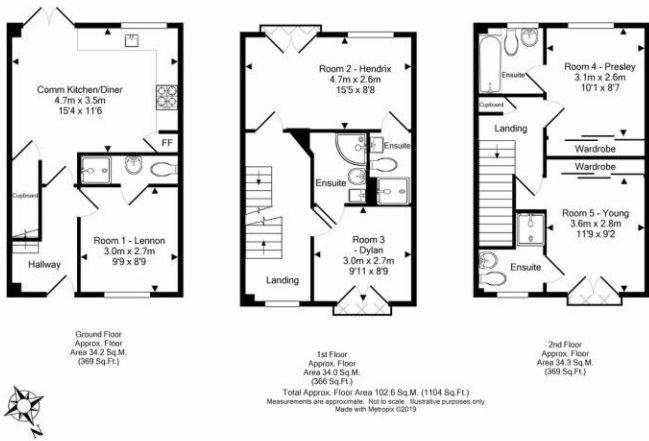 Comm Kitchen/Diner
4.7m x 3.5m
15'4 x 11'6
FF
Cupboard
Room 1 - Lennon
3.0m x 2.7m
9'9 x 8'9
Hallway
Ground Floor
Approx. Floor
Area 34.2 Sq.M.
(369 Sq.Ft.)
Room 2 - Hendrix
4.7m x 2.6m
15'5 x 8'8
Ensuite
Ensuite
Room 3
- Dylan
3.0m x 2.7m
9'11 x 8'9
Landing
1st Floor
Approx. Floor
Area 34.0 Sq.M.
(366 Sq.Ft.)
Room 4 - Presley
3.1m x 2.6m
10'1 x 8'7
Ensuite
Cupboard
Landing
Wardrobe
Wardrobe
Room 5 - Young
3.6m x 2.8m
11'9 x 9'2
Ensuite
2nd Floor
Approx. Floor
Area 34.3 Sq.M.
(369 Sq.Ft.)
Total Approx. Floor Area 102.6 Sq.M. (1104 Sq.Ft.)
Measurements are approximate. Not to scale. Illustrative purposes only
Made with Metropix ©2019
N